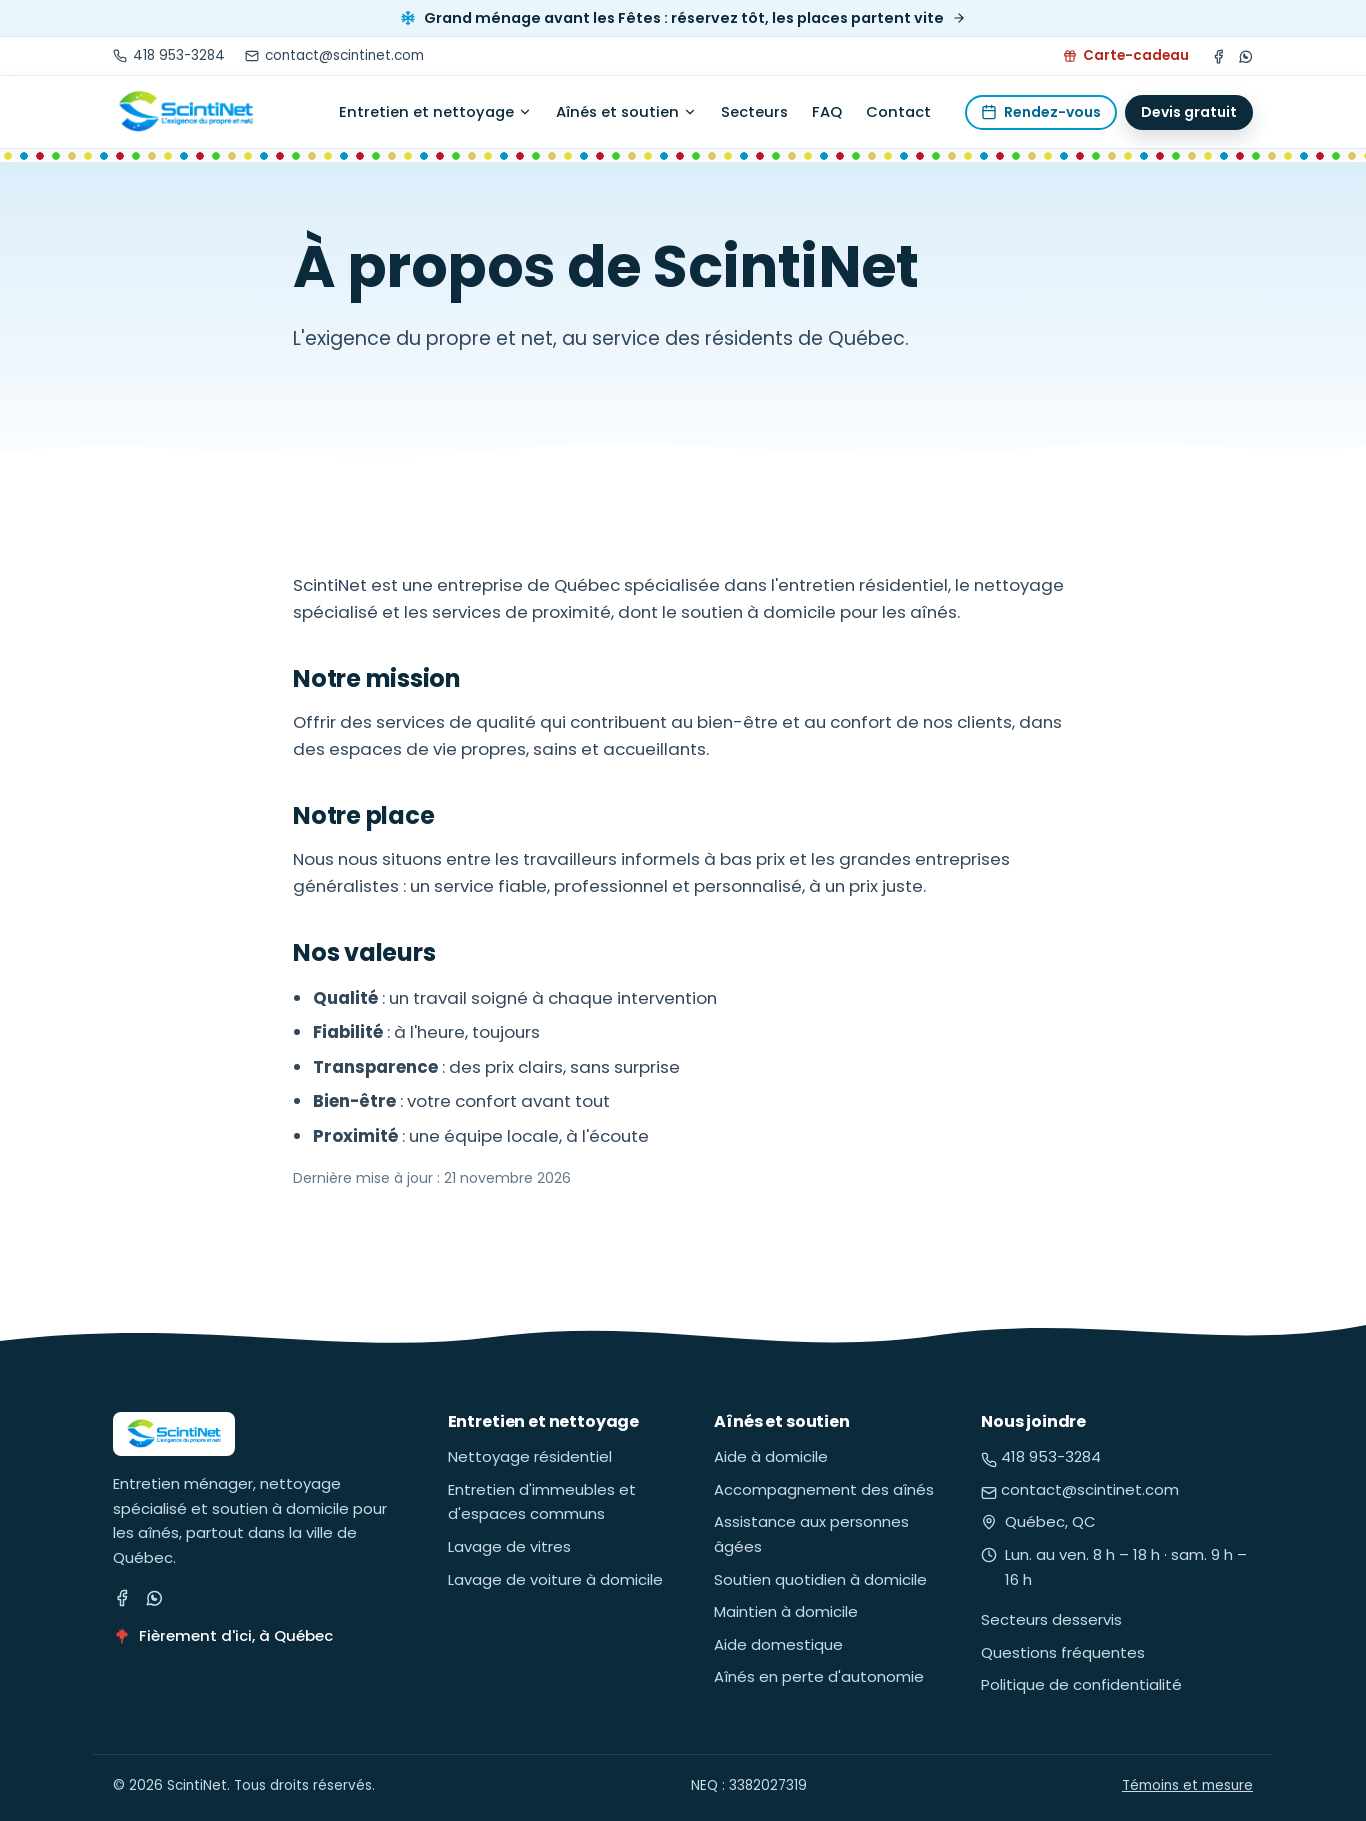 Grand ménage avant les Fêtes : réservez tôt, les places partent vite
418 953-3284
contact@scintinet.com
Carte-cadeau
ScintiNet
L'exigence du propre et net!
Entretien et nettoyage
Aînés et soutien
Secteurs
FAQ
Contact
Rendez-vous
Devis gratuit
À propos de ScintiNet
L'exigence du propre et net, au service des résidents de Québec.
ScintiNet est une entreprise de Québec spécialisée dans l'entretien résidentiel, le nettoyage
spécialisé et les services de proximité, dont le soutien à domicile pour les aînés.
Notre mission
Offrir des services de qualité qui contribuent au bien-être et au confort de nos clients, dans
des espaces de vie propres, sains et accueillants.
Notre place
Nous nous situons entre les travailleurs informels à bas prix et les grandes entreprises
généralistes : un service fiable, professionnel et personnalisé, à un prix juste.
Nos valeurs
Qualité : un travail soigné à chaque intervention
Fiabilité : à l'heure, toujours
Transparence : des prix clairs, sans surprise
Bien-être : votre confort avant tout
Proximité : une équipe locale, à l'écoute
Dernière mise à jour : 21 novembre 2026
ScintiNet
L'exigence du propre et net!
Entretien ménager, nettoyage
spécialisé et soutien à domicile pour
les aînés, partout dans la ville de
Québec.
Fièrement d'ici, à Québec
Entretien et nettoyage
Nettoyage résidentiel
Entretien d'immeubles et
d'espaces communs
Lavage de vitres
Lavage de voiture à domicile
Aînés et soutien
Aide à domicile
Accompagnement des aînés
Assistance aux personnes
âgées
Soutien quotidien à domicile
Maintien à domicile
Aide domestique
Aînés en perte d'autonomie
Nous joindre
418 953-3284
contact@scintinet.com
Québec, QC
Lun. au ven. 8 h – 18 h · sam. 9 h –
16 h
Secteurs desservis
Questions fréquentes
Politique de confidentialité
© 2026 ScintiNet. Tous droits réservés.
NEQ : 3382027319
Témoins et mesure